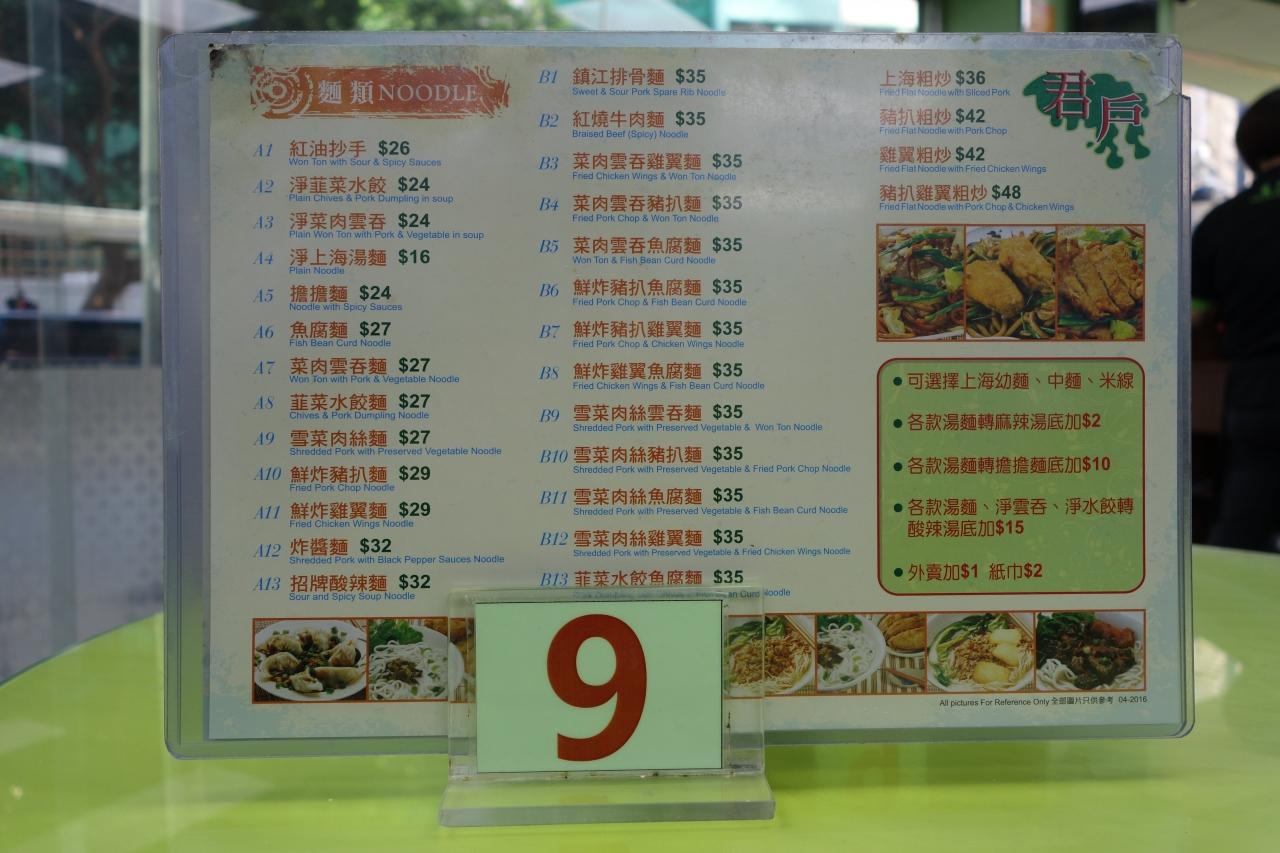 麵 類 NOODLE
A1 紅油抄手 $26
Won Ton with Sour & Spicy Sauces
A2 淨韮菜水餃 $24
Plain Chives & Pork Dumpling in soup
A3 淨菜肉雲吞 $24
Plain Won Ton with Pork & Vegetable in soup
A4 淨上海湯麵 $16
Plain Noodle
A5 擔擔麵 $24
Noodle with Spicy Sauces
A6 魚腐麵 $27
Fish Bean Curd Noodle
A7 菜肉雲吞麵 $27
Won Ton with Pork & Vegetable Noodle
A8 韮菜水餃麵 $27
Chives & Pork Dumpling Noodle
A9 雪菜肉絲麵 $27
Shredded Pork with Preserved Vegetable Noodle
A10 鮮炸豬扒麵 $29
Fried Pork Chop Noodle
A11 鮮炸雞翼麵 $29
Fried Chicken Wings Noodle
A12 炸醬麵 $32
Shredded Pork with Black Pepper Sauces Noodle
A13 招牌酸辣麵 $32
Sour and Spicy Soup Noodle
B1 鎮江排骨麵 $35
Sweet & Sour Pork Spare Rib Noodle
B2 紅燒牛肉麵 $35
Braised Beef (Spicy) Noodle
B3 菜肉雲吞雞翼麵 $35
Fried Chicken Wings & Won Ton Noodle
B4 菜肉雲吞豬扒麵 $35
Fried Pork Chop & Won Ton Noodle
B5 菜肉雲吞魚腐麵 $35
Won Ton & Fish Bean Curd Noodle
B6 鮮炸豬扒魚腐麵 $35
Fried Pork Chop & Fish Bean Curd Noodle
B7 鮮炸豬扒雞翼麵 $35
Fried Pork Chop & Chicken Wings Noodle
B8 鮮炸雞翼魚腐麵 $35
Fried Chicken Wings & Fish Bean Curd Noodle
B9 雪菜肉絲雲吞麵 $35
Shredded Pork with Preserved Vegetable & Won Ton Noodle
B10 雪菜肉絲豬扒麵 $35
Shredded Pork with Preserved Vegetable & Fried Pork Chop Noodle
B11 雪菜肉絲魚腐麵 $35
Shredded Pork with Preserved Vegetable & Fish Bean Curd Noodle
B12 雪菜肉絲雞翼麵 $35
Shredded Pork with Preserved Vegetable & Fried Chicken Wings Noodle
B13 韮菜水餃魚腐麵 $35
Noodle
上海粗炒 $36
Fried Flat Noodle with Sliced Pork
豬扒粗炒 $42
Fried Flat Noodle with Pork Chop
雞翼粗炒 $42
Fried Flat Noodle with Fried Chicken Wings
豬扒雞翼粗炒 $48
Fried Flat Noodle with Pork Chop & Chicken Wings
君戶
● 可選擇上海幼麵、中麵、米線
● 各款湯麵轉麻辣湯底加$2
● 各款湯麵轉擔擔麵底加$10
● 各款湯麵、淨雲吞、淨水餃轉
酸辣湯底加$15
● 外賣加$1 紙巾$2
All pictures For Reference Only 全部圖片只供參考 04-2016
9